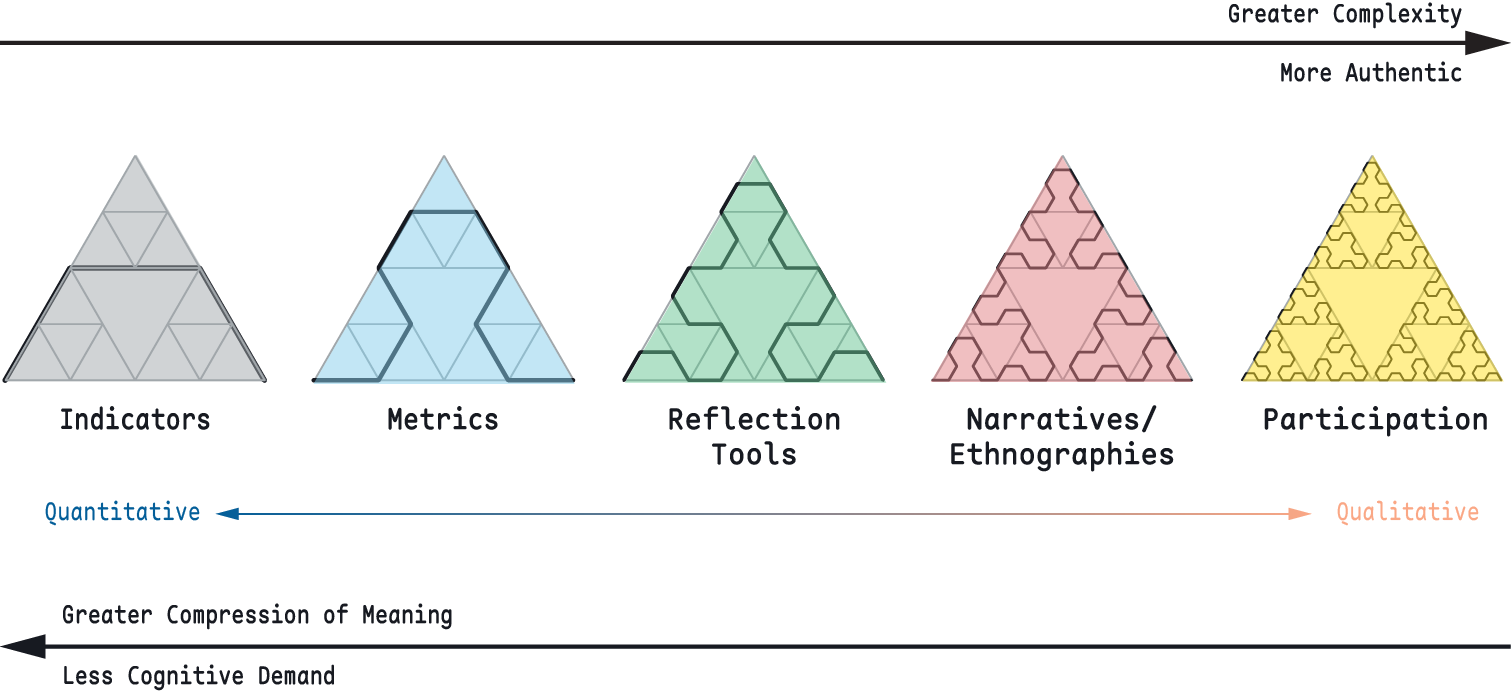 Greater Complexity
More Authentic
Indicators
Metrics
Reflection
Tools
Narratives/
Ethnographies
Participation
Quantitative
Qualitative
Greater Compression of Meaning
Less Cognitive Demand